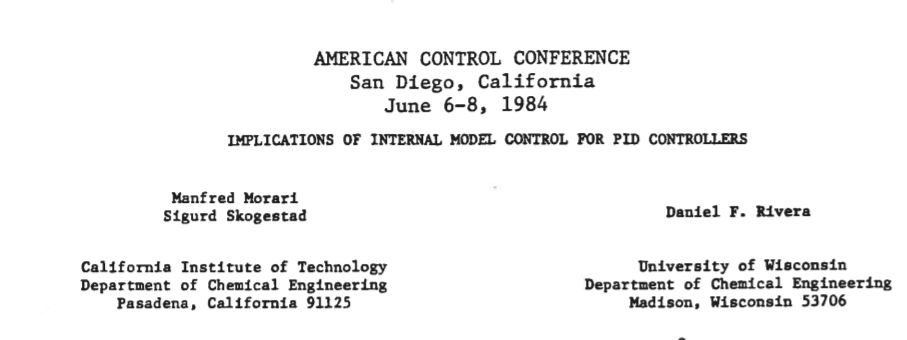 AMERICAN CONTROL CONFERENCE
San Diego, California
June 6-8, 1984
IMPLICATIONS OF INTERNAL MODEL CONTROL FOR PID CONTROLLERS
Manfred Morari
Sigurd Skogestad
Daniel F. Rivera
California Institute of Technology
Department of Chemical Engineering
Pasadena, California 91125
University of Wisconsin
Department of Chemical Engineering
Madison, Wisconsin 53706